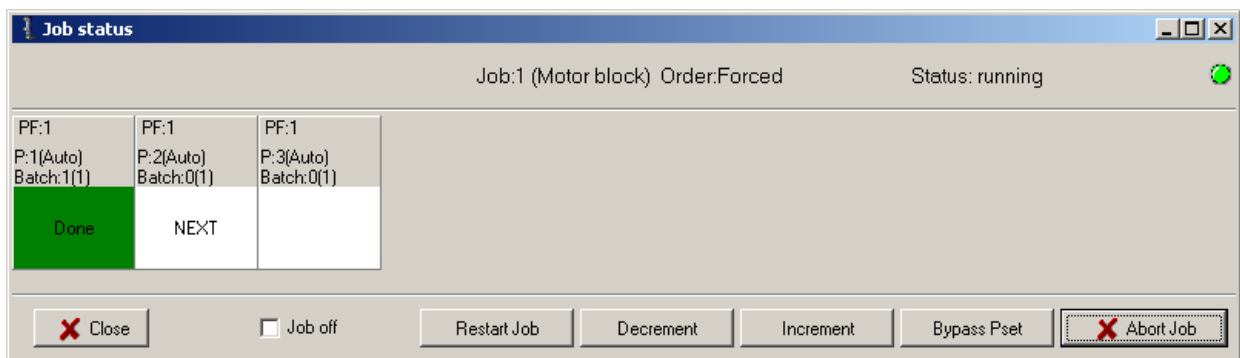 Job status
Job:1 (Motor block) Order:Forced Status: running
PF:1 PF:1 PF:1
P:1(Auto) P:2(Auto) P:3(Auto)
Batch:1(1) Batch:0(1) Batch:0(1)
Done NEXT
Close Job off Restart Job Decrement Increment Bypass Pset Abort Job